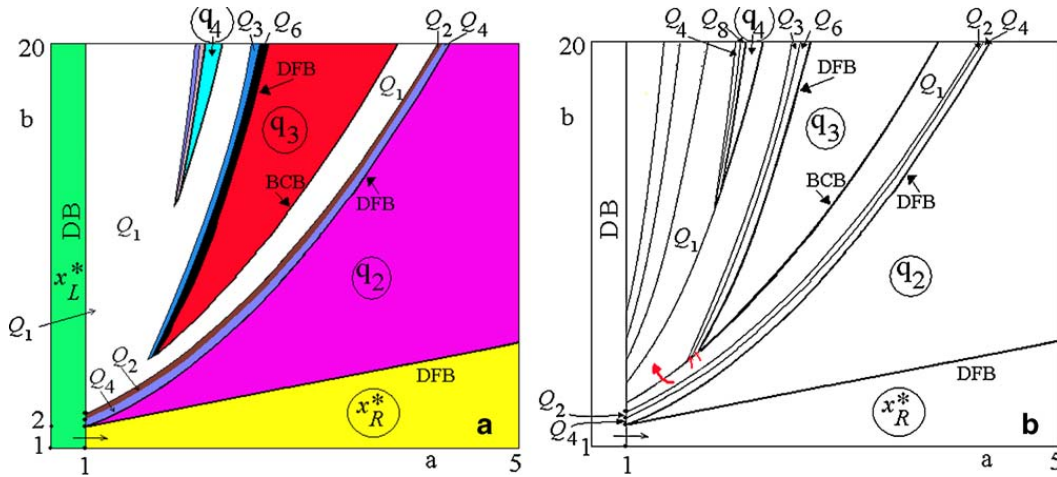 20
q4
Q3 Q6
Q2 Q4
b
DFB
q3
Q1
BCB
DFB
DB
Q1
x*L
q2
Q1
Q2
Q4
DFB
x*R
a
2
1
1
a
5
20
Q4
Q8
q4
Q3
Q6
Q2 Q4
b
DFB
Q1
q3
DB
BCB
DFB
Q1
q2
DFB
Q2
Q4
x*R
b
1
1
a
5